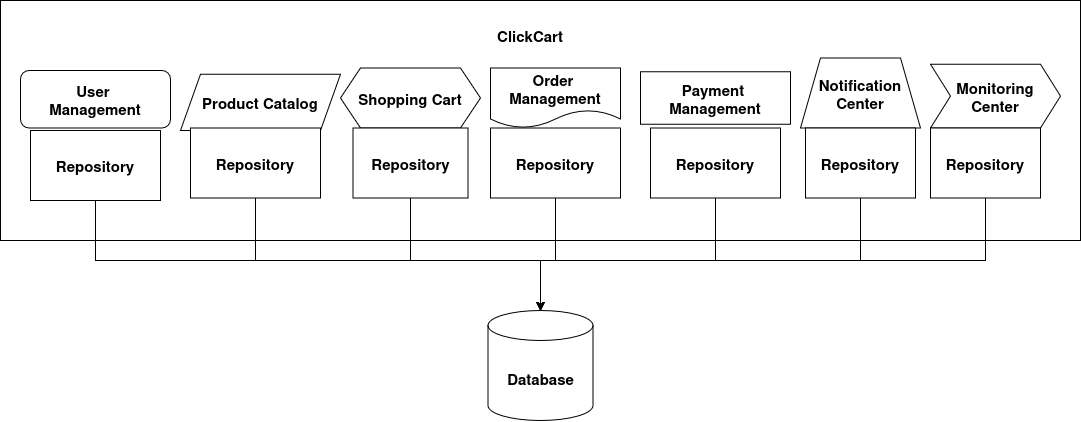 ClickCart
User
Management
Product Catalog
Shopping Cart
Order
Management
Payment
Management
Notification
Center
Monitoring
Center
Repository
Repository
Repository
Repository
Repository
Repository
Repository
Database